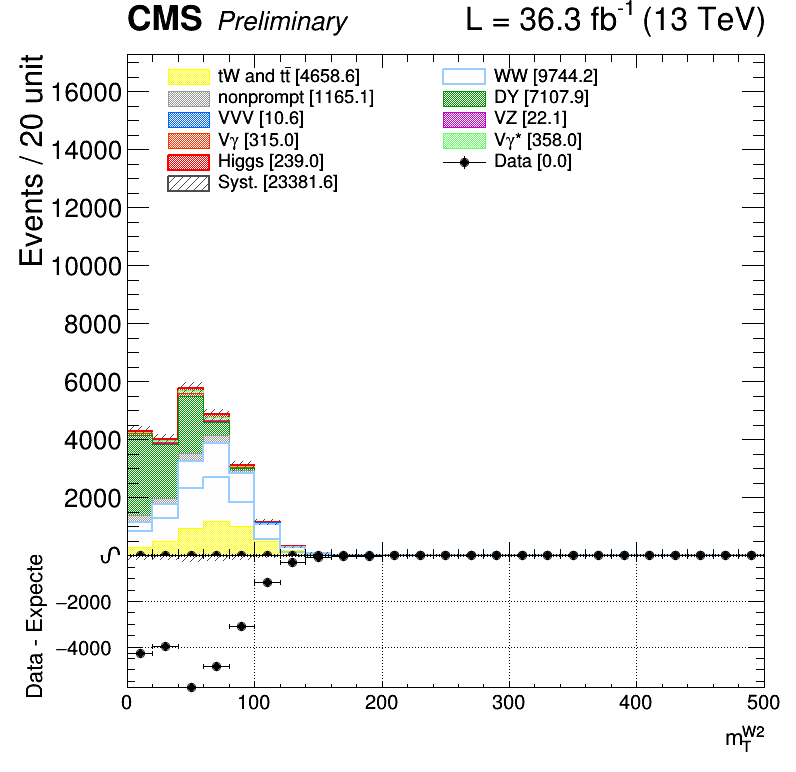 CMS Preliminary L = 36.3 fb⁻¹ (13 TeV)
Events / 20 unit
16000
14000
12000
10000
8000
6000
4000
2000
tW and tt̄ [4658.6]
nonprompt [1165.1]
VVV [10.6]
Vγ [315.0]
Higgs [239.0]
Syst. [23381.6]
WW [9744.2]
DY [7107.9]
VZ [22.1]
Vγ* [358.0]
Data [0.0]
Data - Expecte
−2000
−4000
0 100 200 300 400 500
m_T^W2